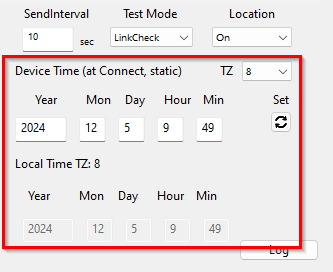 SendInterval Test Mode Location
10 sec LinkCheck On
Device Time (at Connect, static) TZ 8
Year Mon Day Hour Min Set
2024 12 5 9 49
Local Time TZ: 8
Year Mon Day Hour Min
2024 12 5 9 49
Log